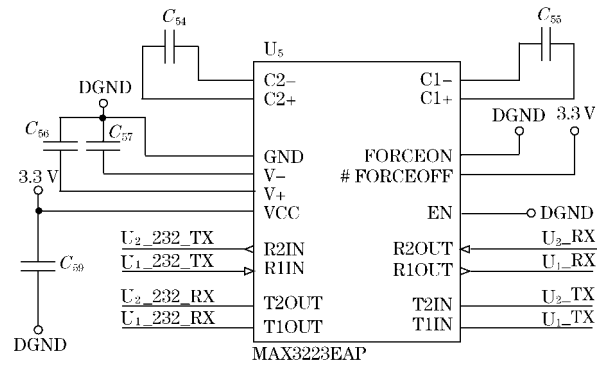 C54
C55
U5
C2−
C2+
C1−
C1+
DGND
C56
C57
DGND
3.3 V
GND
V−
V+
VCC
FORCEON
# FORCEOFF
3.3 V
EN
DGND
U2_232_TX
U1_232_TX
R2IN
R1IN
R2OUT
R1OUT
U2_RX
U1_RX
C59
U2_232_RX
U1_232_RX
T2OUT
T1OUT
T2IN
T1IN
U2_TX
U1_TX
DGND
MAX3223EAP